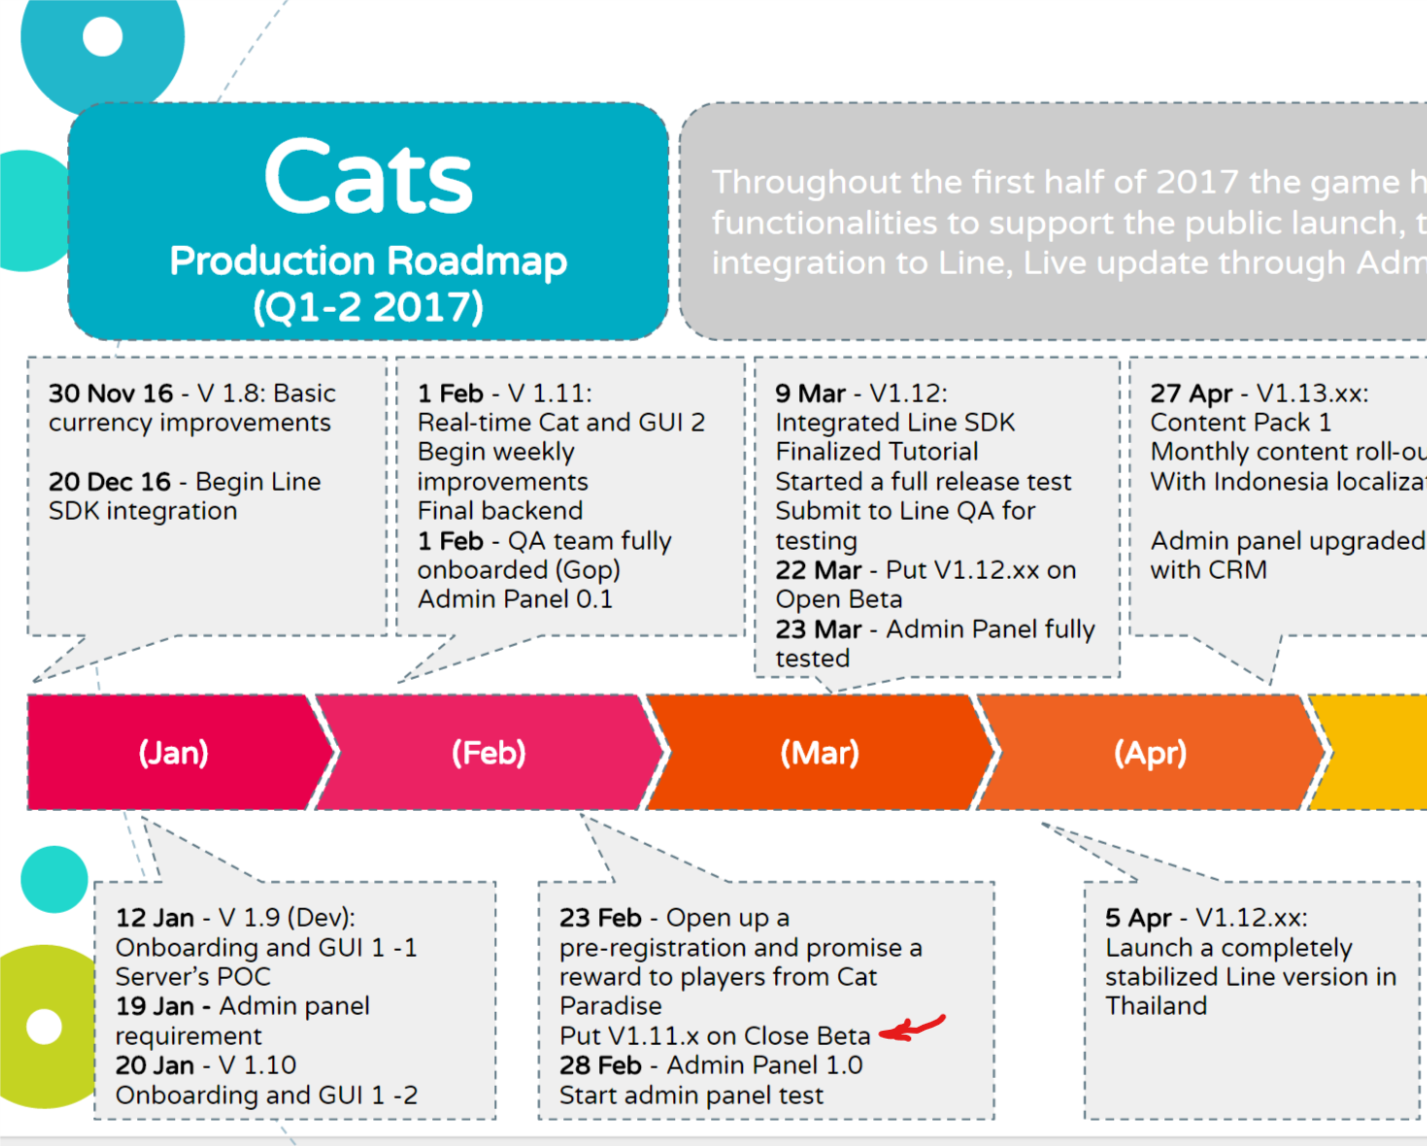 Cats
Production Roadmap
(Q1-2 2017)
Throughout the first half of 2017 the game
functionalities to support the public launch,
integration to Line, Live update through
30 Nov 16 - V 1.8: Basic
currency improvements
20 Dec 16 - Begin Line
SDK integration
1 Feb - V 1.11:
Real-time Cat and GUI 2
Begin weekly
improvements
Final backend
1 Feb - QA team fully
onboarded (Gop)
Admin Panel 0.1
9 Mar - V1.12:
Integrated Line SDK
Finalized Tutorial
Started a full release test
Submit to Line QA for
testing
22 Mar - Put V1.12.xx on
Open Beta
23 Mar - Admin Panel fully
tested
27 Apr - V1.13.xx:
Content Pack 1
Monthly content
With Indonesia
Admin panel upgraded
with CRM
(Jan)
(Feb)
(Mar)
(Apr)
12 Jan - V 1.9 (Dev):
Onboarding and GUI 1 -1
Server's POC
19 Jan - Admin panel
requirement
20 Jan - V 1.10
Onboarding and GUI 1 -2
23 Feb - Open up a
pre-registration and promise a
reward to players from Cat
Paradise
Put V1.11.x on Close Beta
28 Feb - Admin Panel 1.0
Start admin panel test
5 Apr - V1.12.xx:
Launch a completely
stabilized Line version in
Thailand